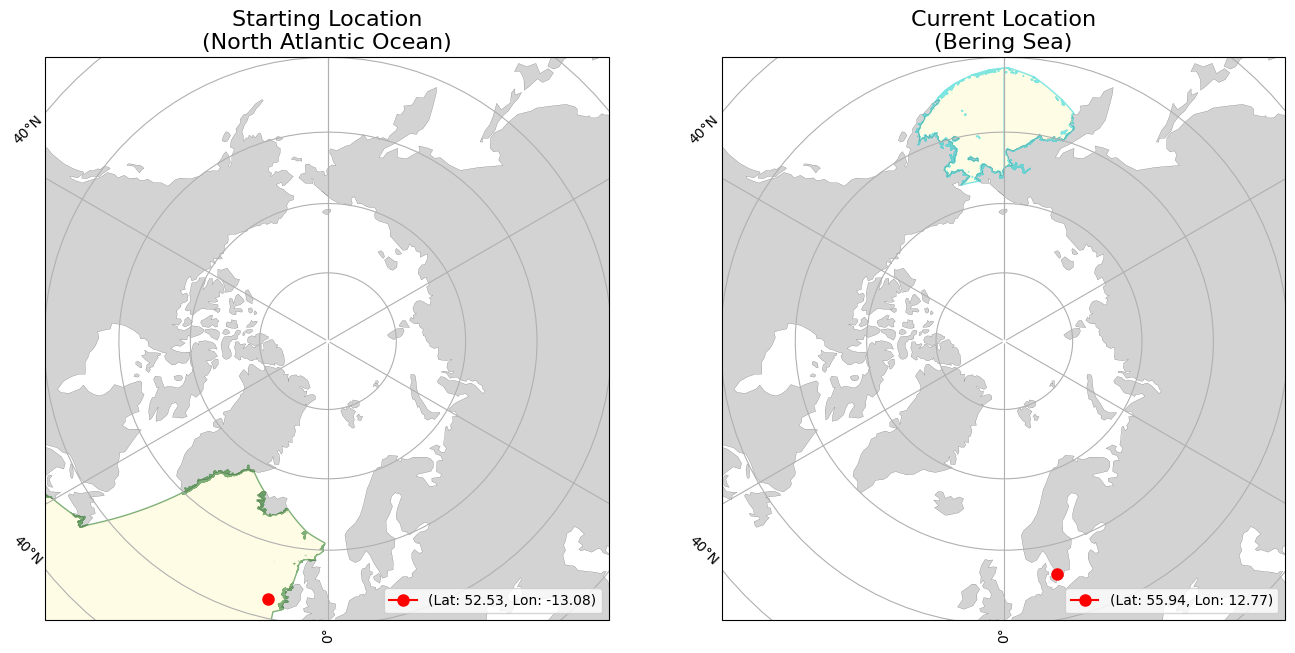 Starting Location
(North Atlantic Ocean)
40°N
40°N
0°
(Lat: 52.53, Lon: -13.08)
Current Location
(Bering Sea)
40°N
40°N
0°
(Lat: 55.94, Lon: 12.77)